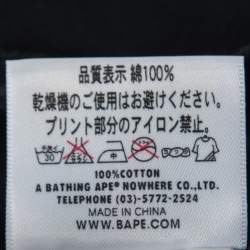 品質表示 綿100%
乾燥機のご使用はお避けください。
プリント部分のアイロン禁止。
30 中
100%COTTON
A BATHING APE® NOWHERE CO.,LTD.
TELEPHONE (03)-5772-2524
MADE IN CHINA
WWW.BAPE.COM